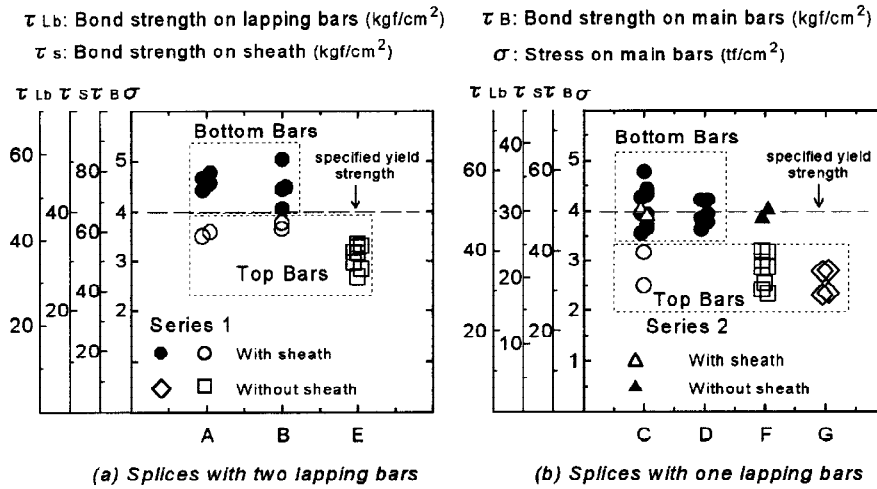 τ Lb: Bond strength on lapping bars (kgf/cm²)
τ s: Bond strength on sheath (kgf/cm²)
τ B: Bond strength on main bars (kgf/cm²)
σ: Stress on main bars (tf/cm²)
τ Lb τ S τ B σ
60
40
20
80
60
40
20
5
4
3
2
Bottom Bars
specified yield
strength
Top Bars
Series 1
With sheath
Without sheath
A B E
(a) Splices with two lapping bars
τ Lb τ S τ B σ
60
50
40
30
20
10
40
30
20
10
60
40
20
5
4
3
2
1
Bottom Bars
specified yield
strength
Top Bars
Series 2
With sheath
Without sheath
C D F G
(b) Splices with one lapping bars